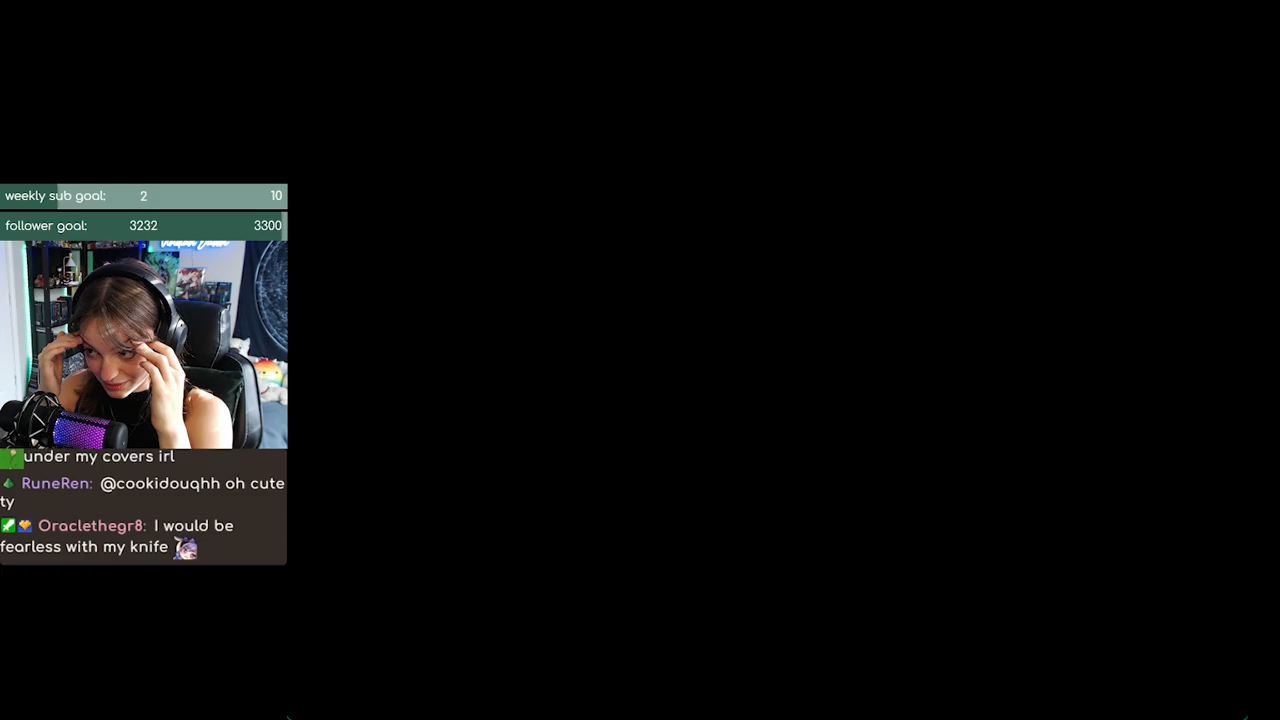 weekly sub goal: 2 10
follower goal: 3232 3300
under my covers irl
RuneRen: @cookidouqhh oh cute
ty
Oraclethegr8: I would be
fearless with my knife